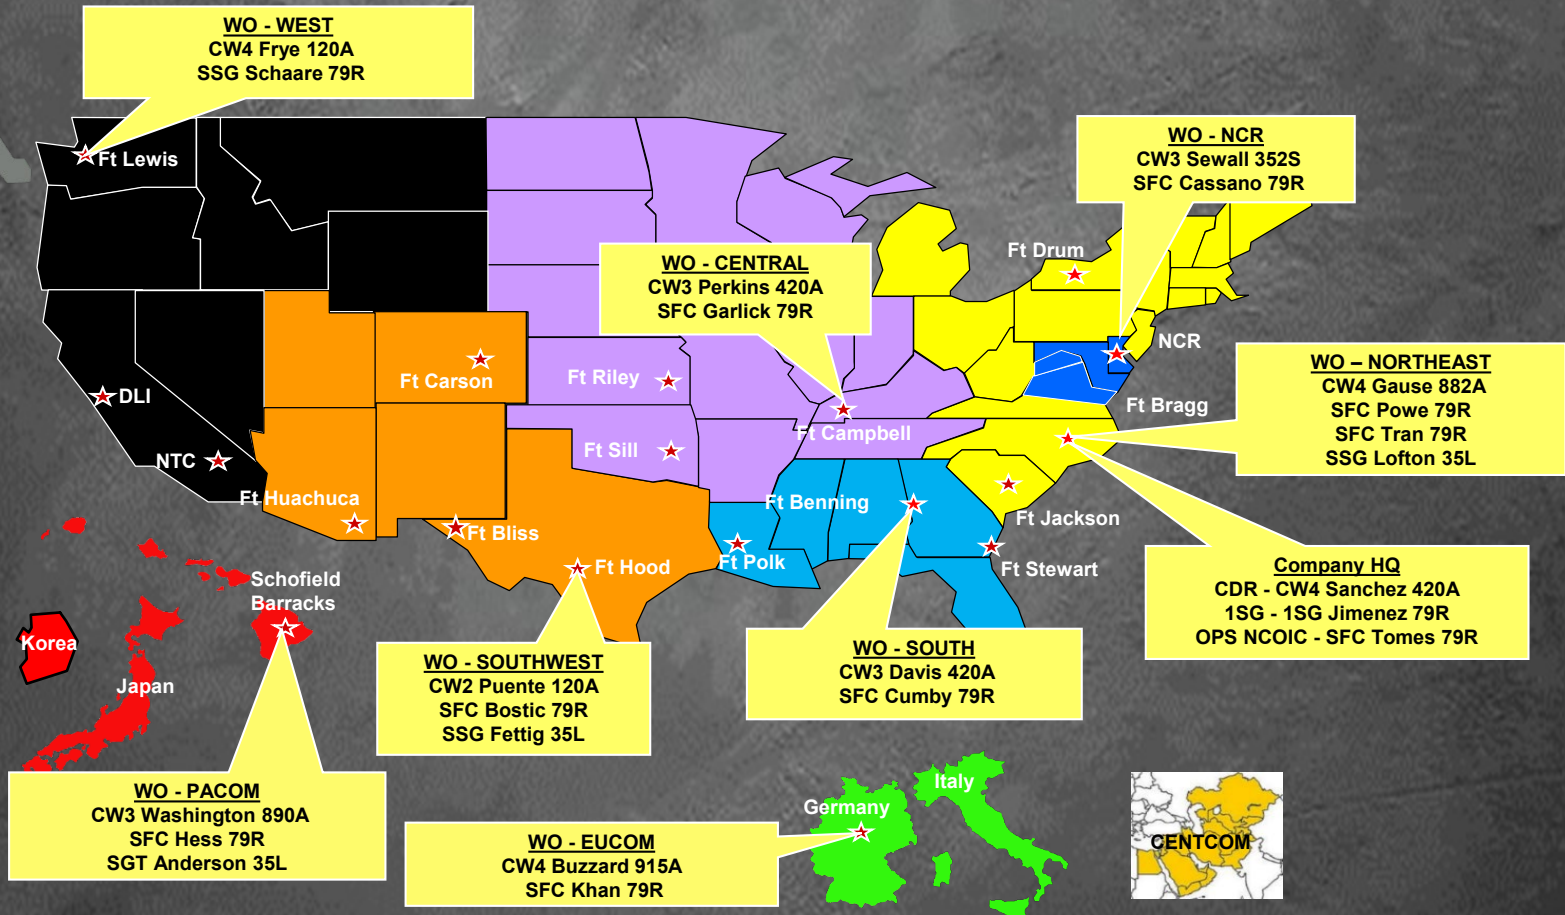 WO - WEST
CW4 Frye 120A
SSG Schaare 79R
Ft Lewis
WO - NCR
CW3 Sewall 352S
SFC Cassano 79R
Ft Drum
WO - CENTRAL
CW3 Perkins 420A
SFC Garlick 79R
NCR
WO – NORTHEAST
CW4 Gause 882A
SFC Powe 79R
SFC Tran 79R
SSG Lofton 35L
Ft Carson
Ft Riley
DLI
Ft Bragg
Ft Campbell
Ft Sill
NTC
Ft Huachuca
Ft Benning
Ft Jackson
Ft Bliss
Ft Hood
Ft Polk
Ft Stewart
Company HQ
CDR - CW4 Sanchez 420A
1SG - 1SG Jimenez 79R
OPS NCOIC - SFC Tomes 79R
Schofield
Barracks
Korea
Japan
WO - SOUTHWEST
CW2 Puente 120A
SFC Bostic 79R
SSG Fettig 35L
WO - SOUTH
CW3 Davis 420A
SFC Cumby 79R
WO - PACOM
CW3 Washington 890A
SFC Hess 79R
SGT Anderson 35L
WO - EUCOM
CW4 Buzzard 915A
SFC Khan 79R
Germany
Italy
CENTCOM